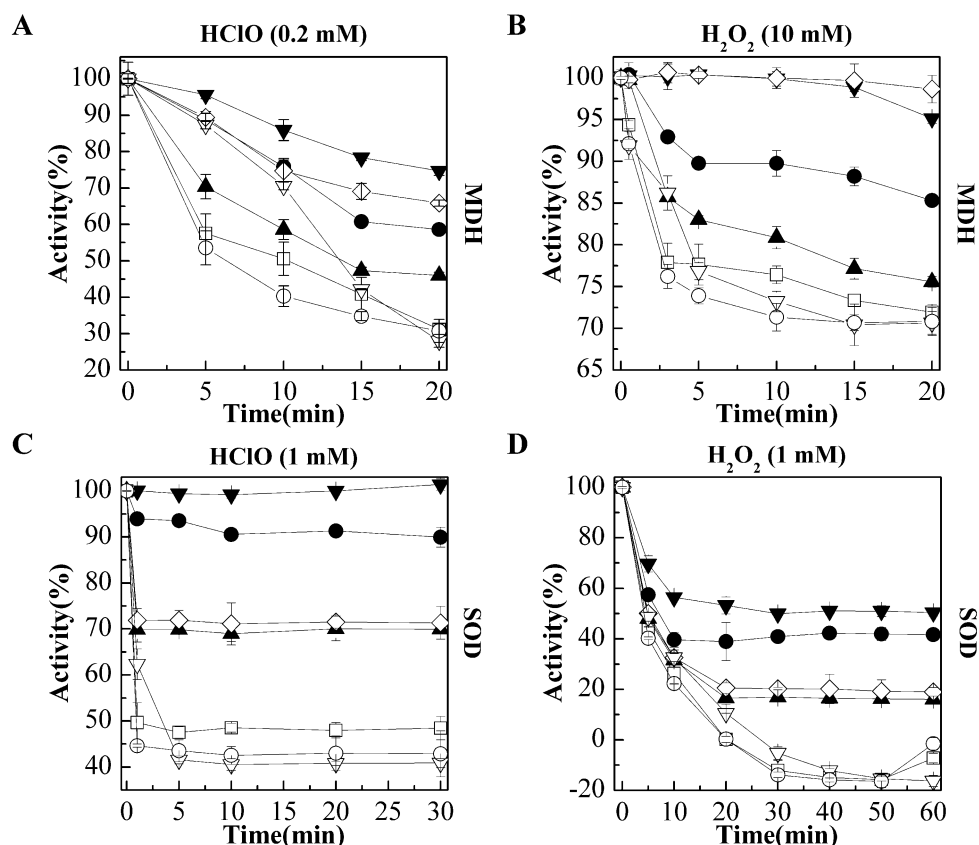 A
HClO (0.2 mM)
100
90
80
70
60
50
40
30
20
Activity(%)
0 5 10 15 20
Time(min)
MDH
B
H₂O₂ (10 mM)
100
95
90
85
80
75
70
65
Activity(%)
0 5 10 15 20
Time(min)
MDH
C
HClO (1 mM)
100
90
80
70
60
50
40
Activity(%)
0 5 10 15 20 25 30
Time(min)
SOD
D
H₂O₂ (1 mM)
100
80
60
40
20
0
-20
Activity(%)
0 10 20 30 40 50 60
Time(min)
SOD